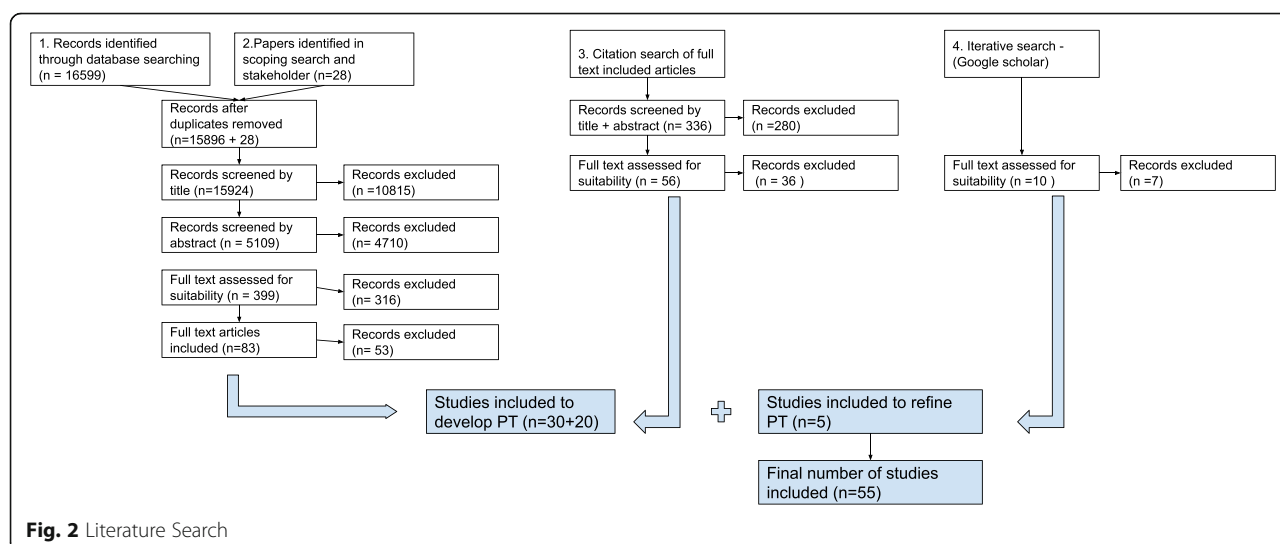 1. Records identified
through database searching
(n = 16599)
2.Papers identified in
scoping search and
stakeholder (n=28)
Records after
duplicates removed
(n=15896 + 28)
Records screened by
title (n=15924)
Records excluded
(n =10815)
Records screened by
abstract (n = 5109)
Records excluded
(n= 4710)
Full text assessed for
suitability (n = 399)
Records excluded
(n= 316)
Full text articles
included (n=83)
Records excluded
(n= 53)
3. Citation search of full
text included articles
Records screened by
title + abstract (n= 336)
Records excluded
(n =280)
Full text assessed for
suitability (n = 56)
Records excluded
(n = 36 )
4. Iterative search -
(Google scholar)
Full text assessed for
suitability (n =10 )
Records excluded
(n =7)
Studies included to
develop PT (n=30+20)
Studies included to refine
PT (n=5)
Final number of studies
included (n=55)
Fig. 2 Literature Search